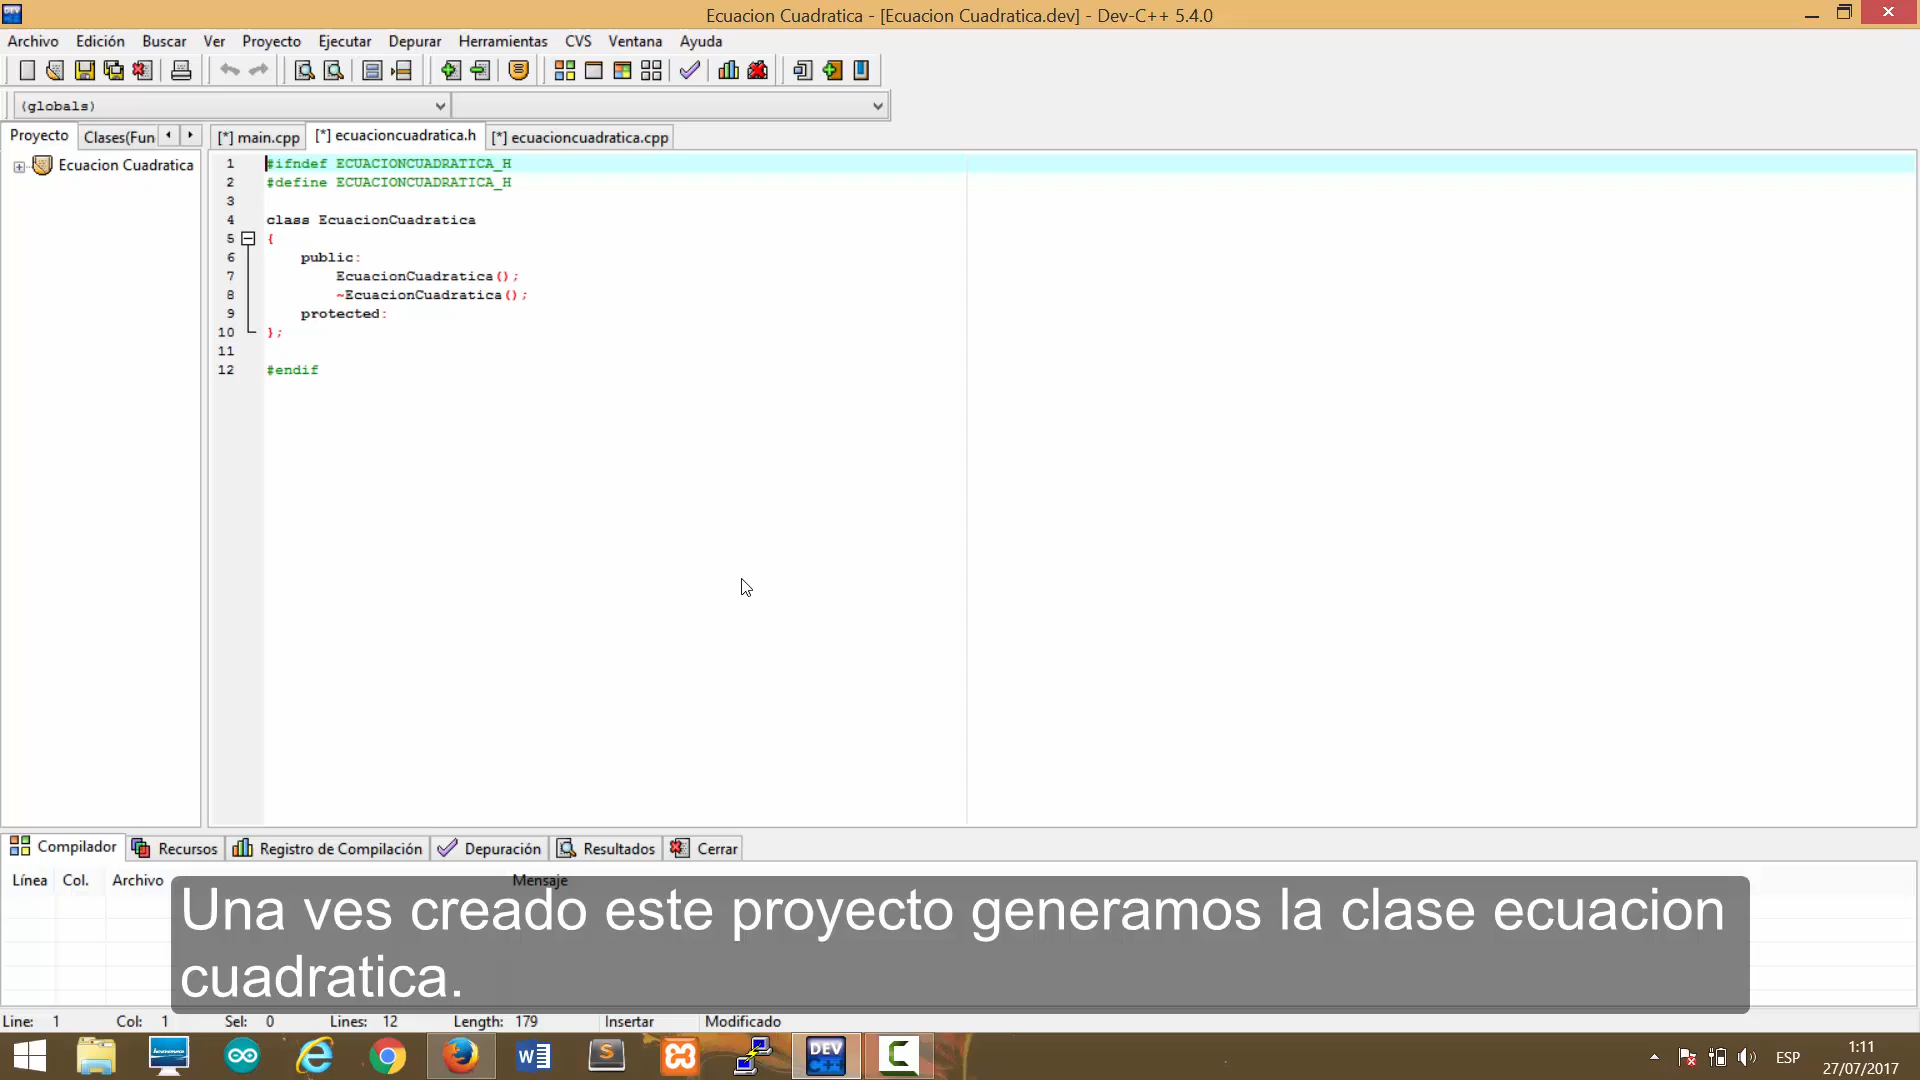 Ecuacion Cuadratica - [Ecuacion Cuadratica.dev] - Dev-C++ 5.4.0
Archivo Edición Buscar Ver Proyecto Ejecutar Depurar Herramientas CVS Ventana Ayuda
(globals)
Proyecto Clases(Fun [*] main.cpp [*] ecuacioncuadratica.h [*] ecuacioncuadratica.cpp
Ecuacion Cuadratica
1 #ifndef ECUACIONCUADRATICA_H
2 #define ECUACIONCUADRATICA_H
3
4 class EcuacionCuadratica
5 {
6 public:
7 EcuacionCuadratica();
8 ~EcuacionCuadratica();
9 protected:
10 };
11
12 #endif
Compilador Recursos Registro de Compilación Depuración Resultados Cerrar
Línea Col. Archivo Mensaje
Una ves creado este proyecto generamos la clase ecuacion
cuadratica.
Line: 1 Col: 1 Sel: 0 Lines: 12 Length: 179 Insertar Modificado
DEV C++
ESP
1:11
27/07/2017